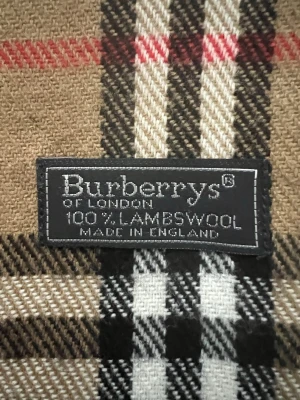 Burberrys®
OF LONDON
100% LAMBSWOOL
MADE IN ENGLAND